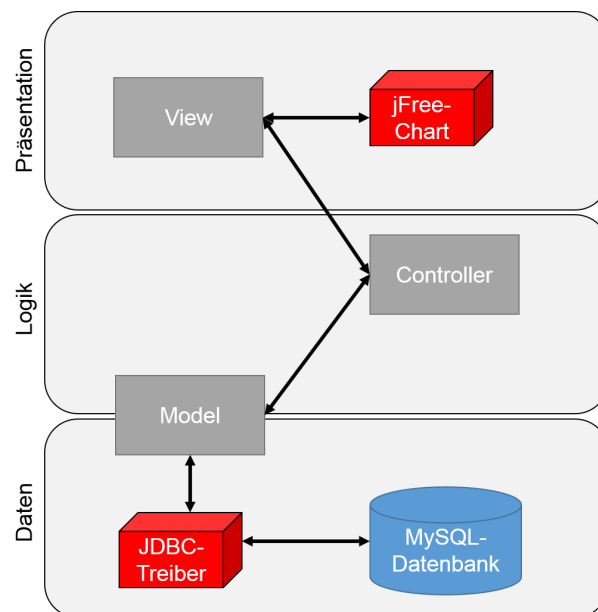 Präsentation
View
jFree-
Chart
Logik
Controller
Model
Daten
JDBC-
Treiber
MySQL-
Datenbank